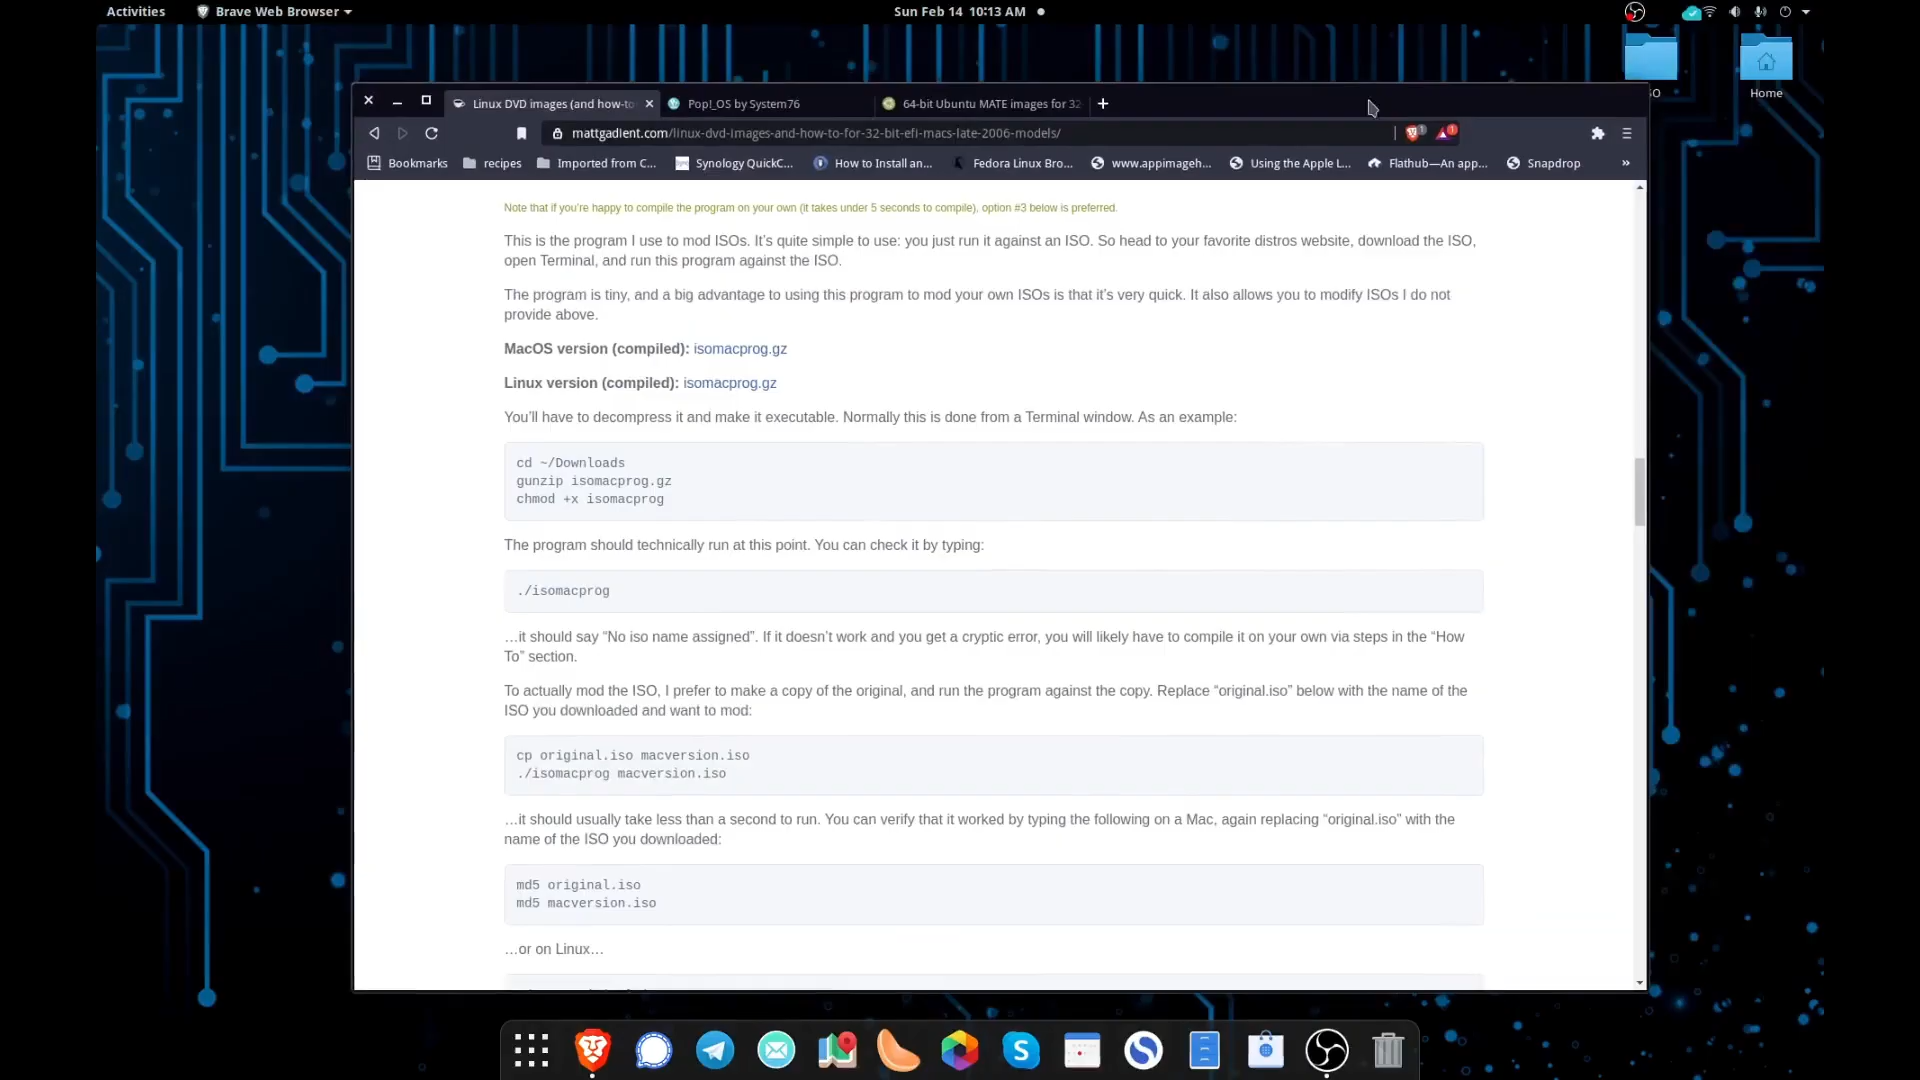 Activities
Brave Web Browser
Sun Feb 14 10:13 AM
Home
Linux DVD images (and how-to
Pop!_OS by System76
64-bit Ubuntu MATE images for 32
mattgadient.com/linux-dvd-images-and-how-to-for-32-bit-efi-macs-late-2006-models/
1
1
Bookmarks
recipes
Imported from C...
Synology QuickC...
How to Install an...
Fedora Linux Bro...
www.appimageh...
Using the Apple L...
Flathub—An app...
Snapdrop
»
Note that if you're happy to compile the program on your own (it takes under 5 seconds to compile), option #3 below is preferred.
This is the program I use to mod ISOs. It's quite simple to use: you just run it against an ISO. So head to your favorite distros website, download the ISO,
open Terminal, and run this program against the ISO.
The program is tiny, and a big advantage to using this program to mod your own ISOs is that it's very quick. It also allows you to modify ISOs I do not
provide above.
MacOS version (compiled): isomacprog.gz
Linux version (compiled): isomacprog.gz
You'll have to decompress it and make it executable. Normally this is done from a Terminal window. As an example:
cd ~/Downloads
gunzip isomacprog.gz
chmod +x isomacprog
The program should technically run at this point. You can check it by typing:
./isomacprog
…it should say “No iso name assigned”. If it doesn't work and you get a cryptic error, you will likely have to compile it on your own via steps in the “How
To” section.
To actually mod the ISO, I prefer to make a copy of the original, and run the program against the copy. Replace “original.iso” below with the name of the
ISO you downloaded and want to mod:
cp original.iso macversion.iso
./isomacprog macversion.iso
…it should usually take less than a second to run. You can verify that it worked by typing the following on a Mac, again replacing “original.iso” with the
name of the ISO you downloaded:
md5 original.iso
md5 macversion.iso
…or on Linux…